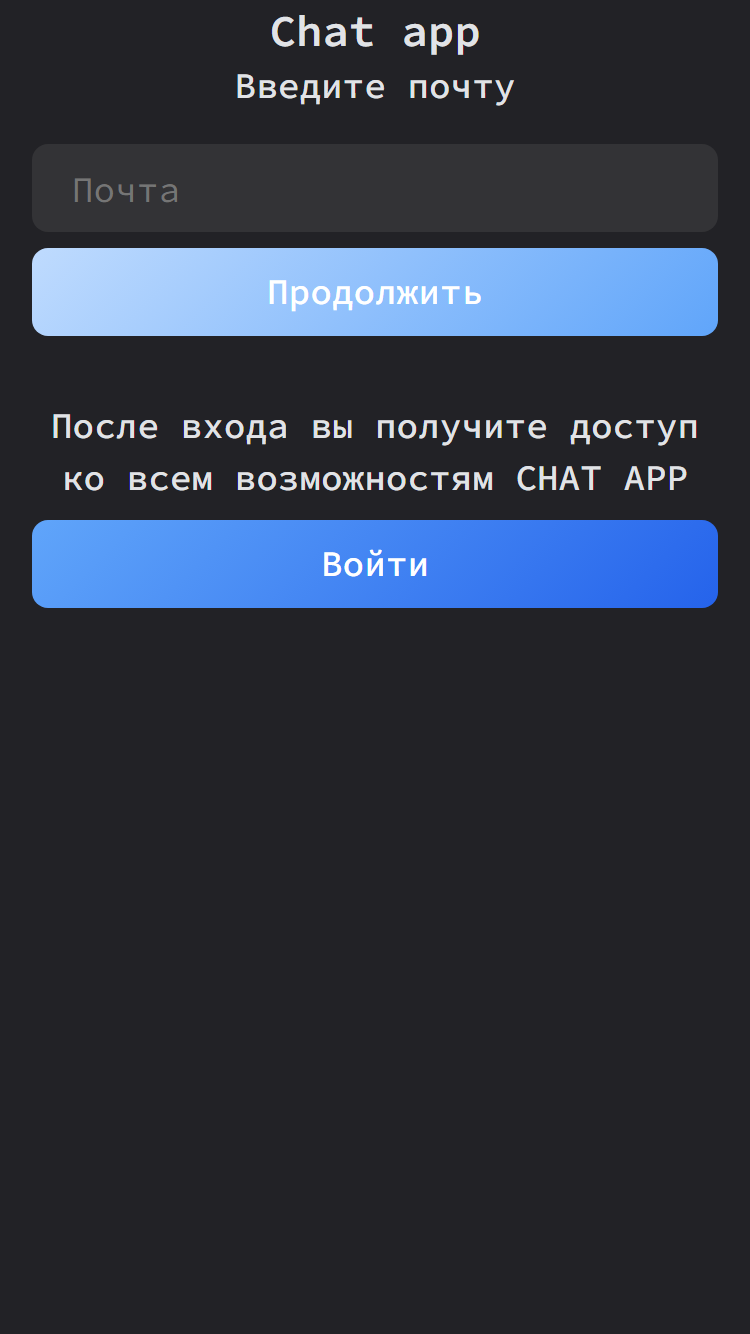 Chat app
Введите почту
Почта
Продолжить
После входа вы получите доступ
ко всем возможностям CHAT APP
Войти